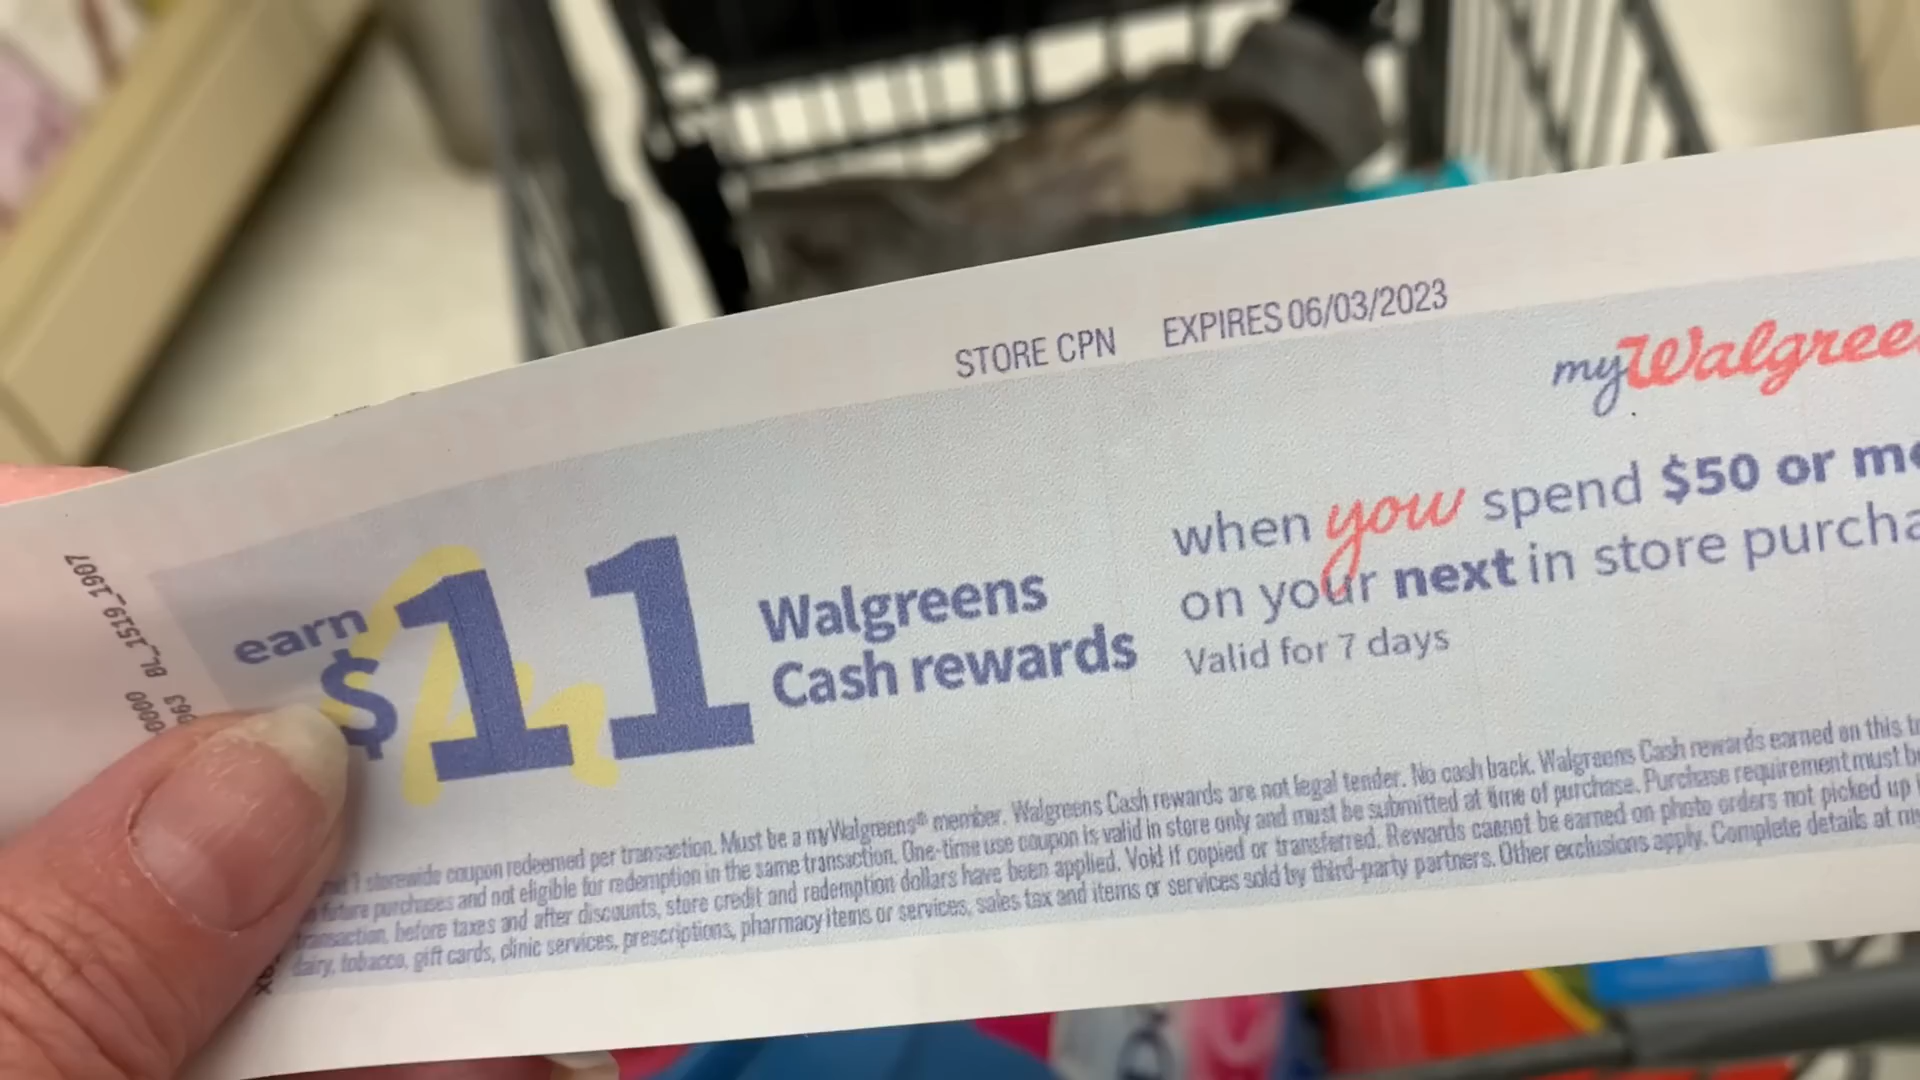 STORE CPN EXPIRES 06/03/2023
myWalgree
earn
$11
Walgreens
Cash rewards
when you spend $50 or
on your next in store
Valid for 7 days
1 storewide coupon redeemed per transaction. Must be a myWalgreens® member. Walgreens Cash rewards are not legal tender. No cash back. Walgreens Cash rewards earned on this
future purchases and not eligible for redemption in the same transaction. One-time use coupon is valid in store only and must be submitted at time of purchase. Purchase requirement must
transaction, before taxes and after discounts, store credit and redemption dollars have been applied. Void if copied or transferred. Rewards cannot be earned on photo orders not picked up
dairy, tobacco, gift cards, clinic services, prescriptions, pharmacy items or services, sales tax and items or services sold by third-party partners. Other exclusions apply. Complete details at
BL_1519_1907